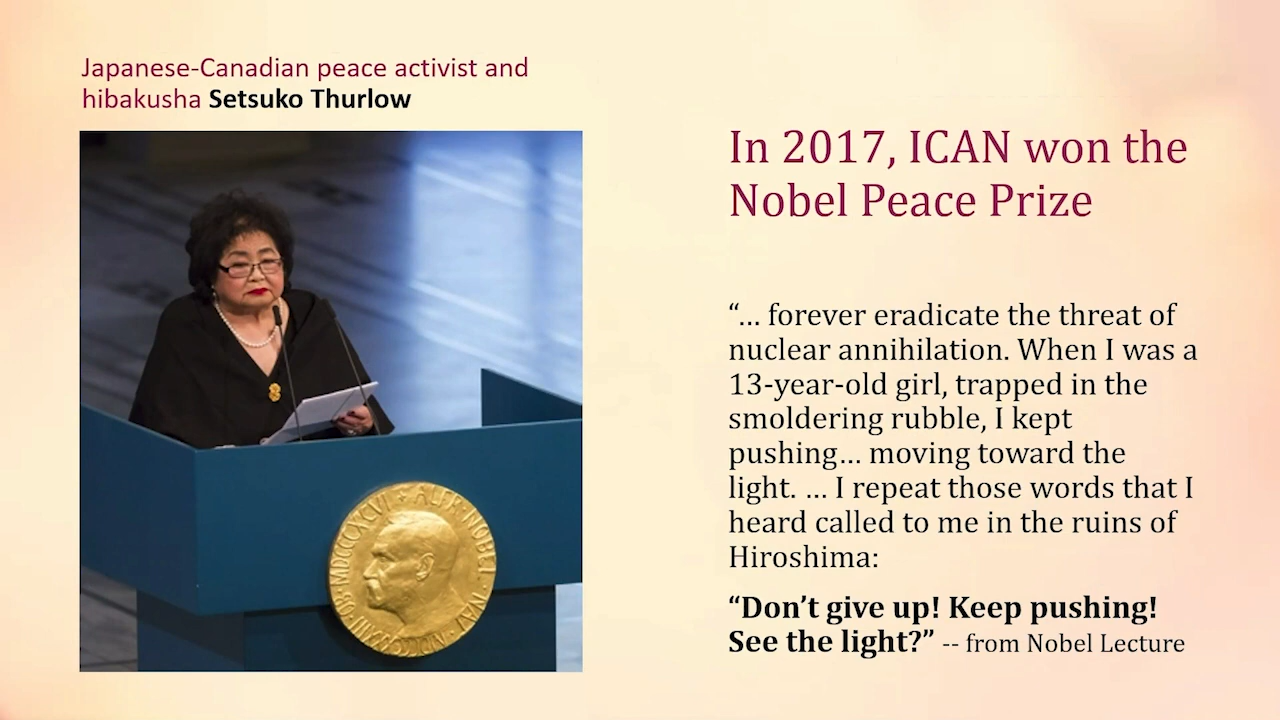 Japanese-Canadian peace activist and
hibakusha Setsuko Thurlow
In 2017, ICAN won the
Nobel Peace Prize
“… forever eradicate the threat of
nuclear annihilation. When I was a
13-year-old girl, trapped in the
smoldering rubble, I kept
pushing… moving toward the
light. … I repeat those words that I
heard called to me in the ruins of
Hiroshima:
“Don’t give up! Keep pushing!
See the light?” -- from Nobel Lecture